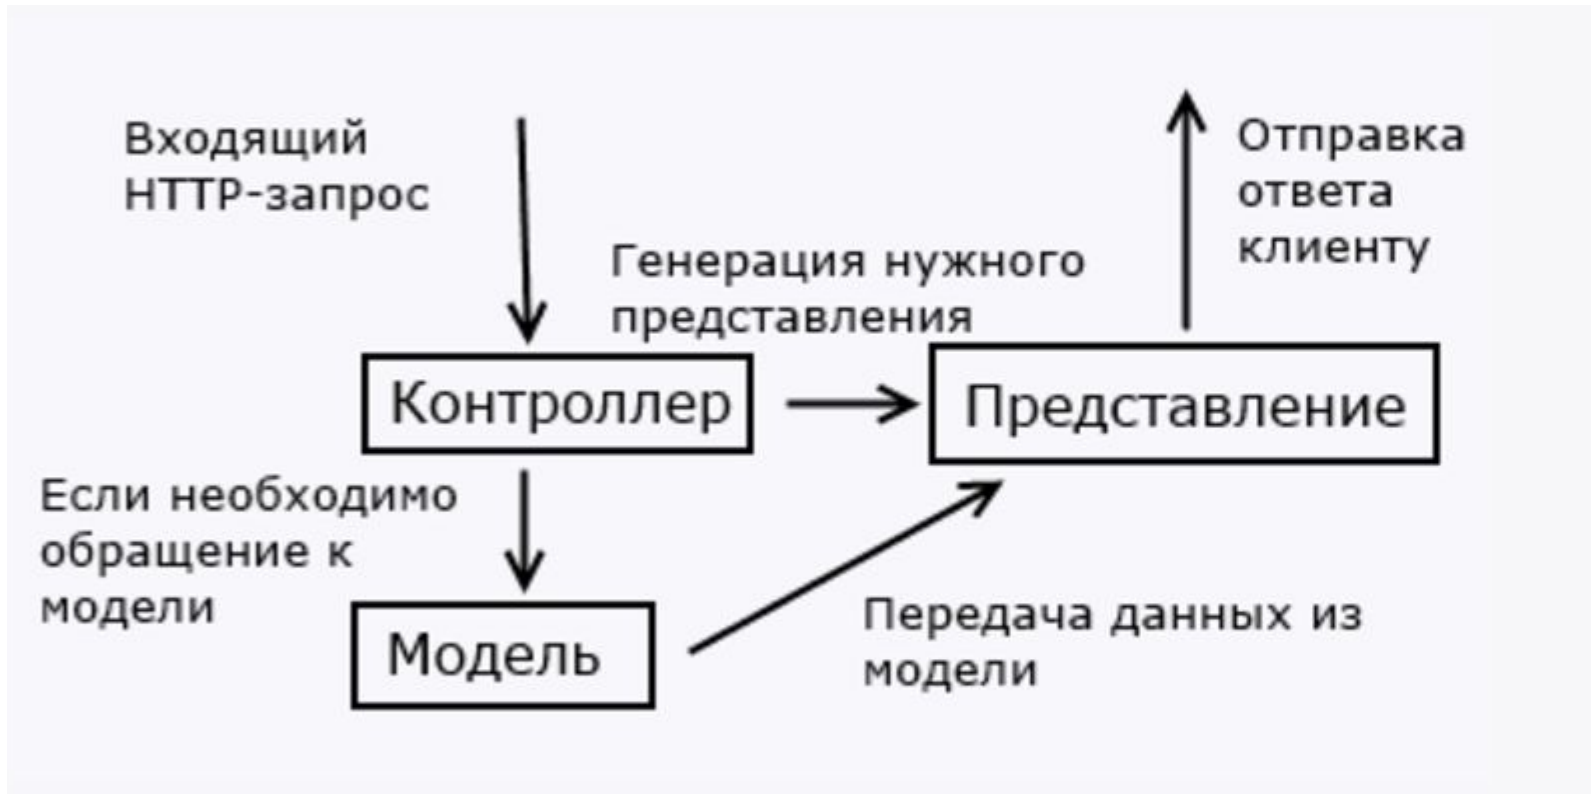 Входящий
HTTP-запрос
Отправка
ответа
клиенту
Генерация нужного
представления
Контроллер
Представление
Если необходимо
обращение к
модели
Модель
Передача данных из
модели